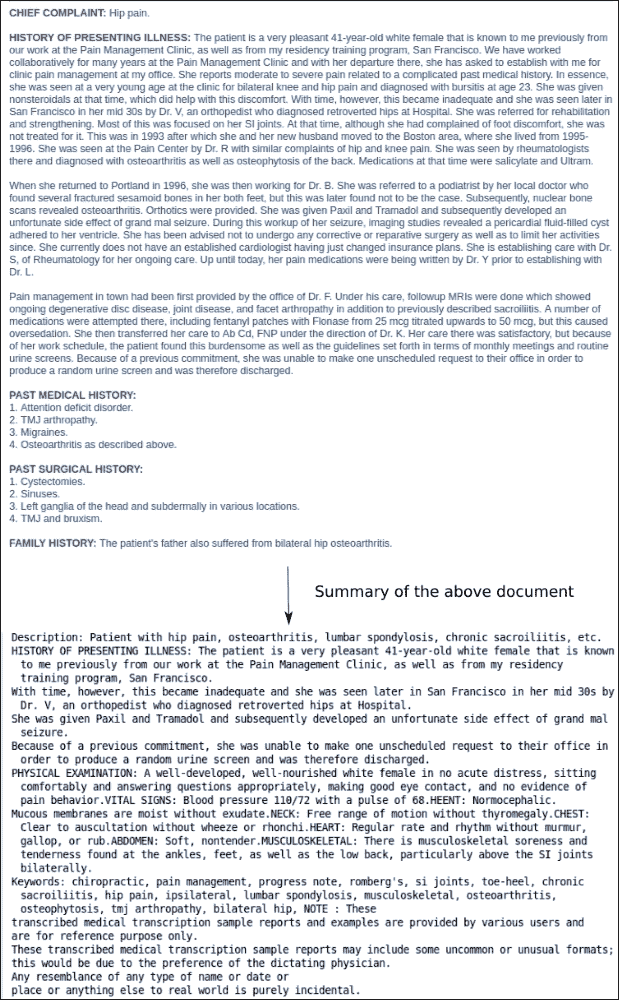 CHIEF COMPLAINT: Hip pain.
HISTORY OF PRESENTING ILLNESS: The patient is a very pleasant 41-year-old white female that is known to me previously from
our work at the Pain Management Clinic, as well as from my residency training program, San Francisco. We have worked
collaboratively for many years at the Pain Management Clinic and with her departure there, she has asked to establish with me for
clinic pain management at my office. She reports moderate to severe pain related to a complicated past medical history. In essence,
she was seen at a very young age at the clinic for bilateral knee and hip pain and diagnosed with bursitis at age 23. She was given
nonsteroidals at that time, which did help with this discomfort. With time, however, this became inadequate and she was seen later in
San Francisco in her mid 30s by Dr. V, an orthopedist who diagnosed retroverted hips at Hospital. She was referred for rehabilitation
and strengthening. Most of this was focused on her SI joints. At that time, although she had complained of foot discomfort, she was
not treated for it. This was in 1993 after which she and her new husband moved to the Boston area, where she lived from 1995-
1996. She was seen at the Pain Center by Dr. R with similar complaints of hip and knee pain. She was seen by rheumatologists
there and diagnosed with osteoarthritis as well as osteophytosis of the back. Medications at that time were salicylate and Ultram.
When she returned to Portland in 1996, she was then working for Dr. B. She was referred to a podiatrist by her local doctor who
found several fractured sesamoid bones in her both feet, but this was later found not to be the case. Subsequently, nuclear bone
scans revealed osteoarthritis. Orthotics were provided. She was given Paxil and Tramadol and subsequently developed an
unfortunate side effect of grand mal seizure. During this workup of her seizure, imaging studies revealed a pericardial fluid-filled cyst
adhered to her ventricle. She has been advised not to undergo any corrective or reparative surgery as well as to limit her activities
since. She currently does not have an established cardiologist having just changed insurance plans. She is establishing care with Dr.
S, of Rheumatology for her ongoing care. Up until today, her pain medications were being written by Dr. Y prior to establishing with
Dr. L.
Pain management in town had been first provided by the office of Dr. F. Under his care, followup MRIs were done which showed
ongoing degenerative disc disease, joint disease, and facet arthropathy in addition to previously described sacroiliitis. A number of
medications were attempted there, including fentanyl patches with Flonase from 25 mcg titrated upwards to 50 mcg, but this caused
oversedation. She then transferred her care to Ab Cd, FNP under the direction of Dr. K. Her care there was satisfactory, but because
of her work schedule, the patient found this burdensome as well as the guidelines set forth in terms of monthly meetings and routine
urine screens. Because of a previous commitment, she was unable to make one unscheduled request to their office in order to
produce a random urine screen and was therefore discharged.
PAST MEDICAL HISTORY:
1. Attention deficit disorder.
2. TMJ arthropathy.
3. Migraines.
4. Osteoarthritis as described above.
PAST SURGICAL HISTORY:
1. Cystectomies.
2. Sinuses.
3. Left ganglia of the head and subdermally in various locations.
4. TMJ and bruxism.
FAMILY HISTORY: The patient's father also suffered from bilateral hip osteoarthritis.
Summary of the above document
Description: Patient with hip pain, osteoarthritis, lumbar spondylosis, chronic sacroiliitis, etc.
HISTORY OF PRESENTING ILLNESS: The patient is a very pleasant 41-year-old white female that is known
to me previously from our work at the Pain Management Clinic, as well as from my residency
training program, San Francisco.
With time, however, this became inadequate and she was seen later in San Francisco in her mid 30s by
Dr. V, an orthopedist who diagnosed retroverted hips at Hospital.
She was given Paxil and Tramadol and subsequently developed an unfortunate side effect of grand mal
seizure.
Because of a previous commitment, she was unable to make one unscheduled request to their office in
order to produce a random urine screen and was therefore discharged.
PHYSICAL EXAMINATION: A well-developed, well-nourished white female in no acute distress, sitting
comfortably and answering questions appropriately, making good eye contact, and no evidence of
pain behavior.VITAL SIGNS: Blood pressure 110/72 with a pulse of 68.HEENT: Normocephalic.
Mucous membranes are moist without exudate.NECK: Free range of motion without thyromegaly.CHEST:
Clear to auscultation without wheeze or rhonchi.HEART: Regular rate and rhythm without murmur,
gallop, or rub.ABDOMEN: Soft, nontender.MUSCULOSKELETAL: There is musculoskeletal soreness and
tenderness found at the ankles, feet, as well as the low back, particularly above the SI joints
bilaterally.
Keywords: chiropractic, pain management, progress note, romberg's, si joints, toe-heel, chronic
sacroiliitis, hip pain, ipsilateral, lumbar spondylosis, musculoskeletal, osteoarthritis,
osteophytosis, tmj arthropathy, bilateral hip, NOTE : These
transcribed medical transcription sample reports and examples are provided by various users and
are for reference purpose only.
These transcribed medical transcription sample reports may include some uncommon or unusual formats;
this would be due to the preference of the dictating physician.
Any resemblance of any type of name or date or
place or anything else to real world is purely incidental.